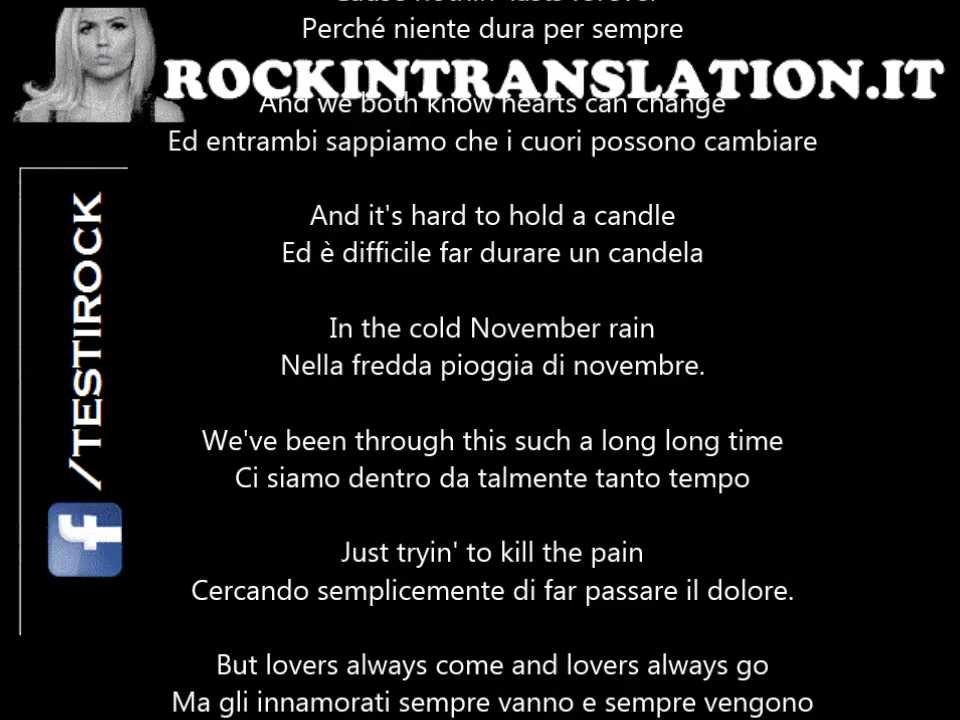 Cause nothin' lasts forever
Perché niente dura per sempre
ROCKINTRANSLATION.IT
And we both know hearts can change
Ed entrambi sappiamo che i cuori possono cambiare
And it's hard to hold a candle
Ed è difficile far durare un candela
In the cold November rain
Nella fredda pioggia di novembre.
We've been through this such a long long time
Ci siamo dentro da talmente tanto tempo
Just tryin' to kill the pain
Cercando semplicemente di far passare il dolore.
But lovers always come and lovers always go
Ma gli innamorati sempre vanno e sempre vengono
f /TESTIROCK